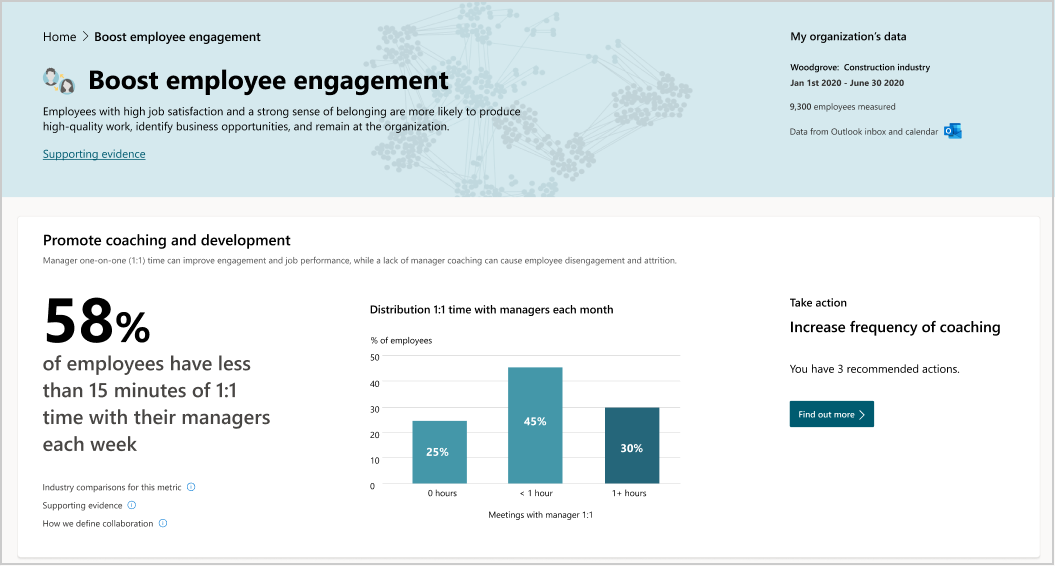 Home > Boost employee engagement
Boost employee engagement
Employees with high job satisfaction and a strong sense of belonging are more likely to produce
high-quality work, identify business opportunities, and remain at the organization.
Supporting evidence
My organization's data
Woodgrove: Construction industry
Jan 1st 2020 - June 30 2020
9,300 employees measured
Data from Outlook inbox and calendar
Promote coaching and development
Manager one-on-one (1:1) time can improve engagement and job performance, while a lack of manager coaching can cause employee disengagement and attrition.
58%
of employees have less
than 15 minutes of 1:1
time with their managers
each week
Industry comparisons for this metric
Supporting evidence
How we define collaboration
Distribution 1:1 time with managers each month
% of employees
50
40
30
20
10
0
25%
45%
30%
0 hours
< 1 hour
1+ hours
Meetings with manager 1:1
Take action
Increase frequency of coaching
You have 3 recommended actions.
Find out more >